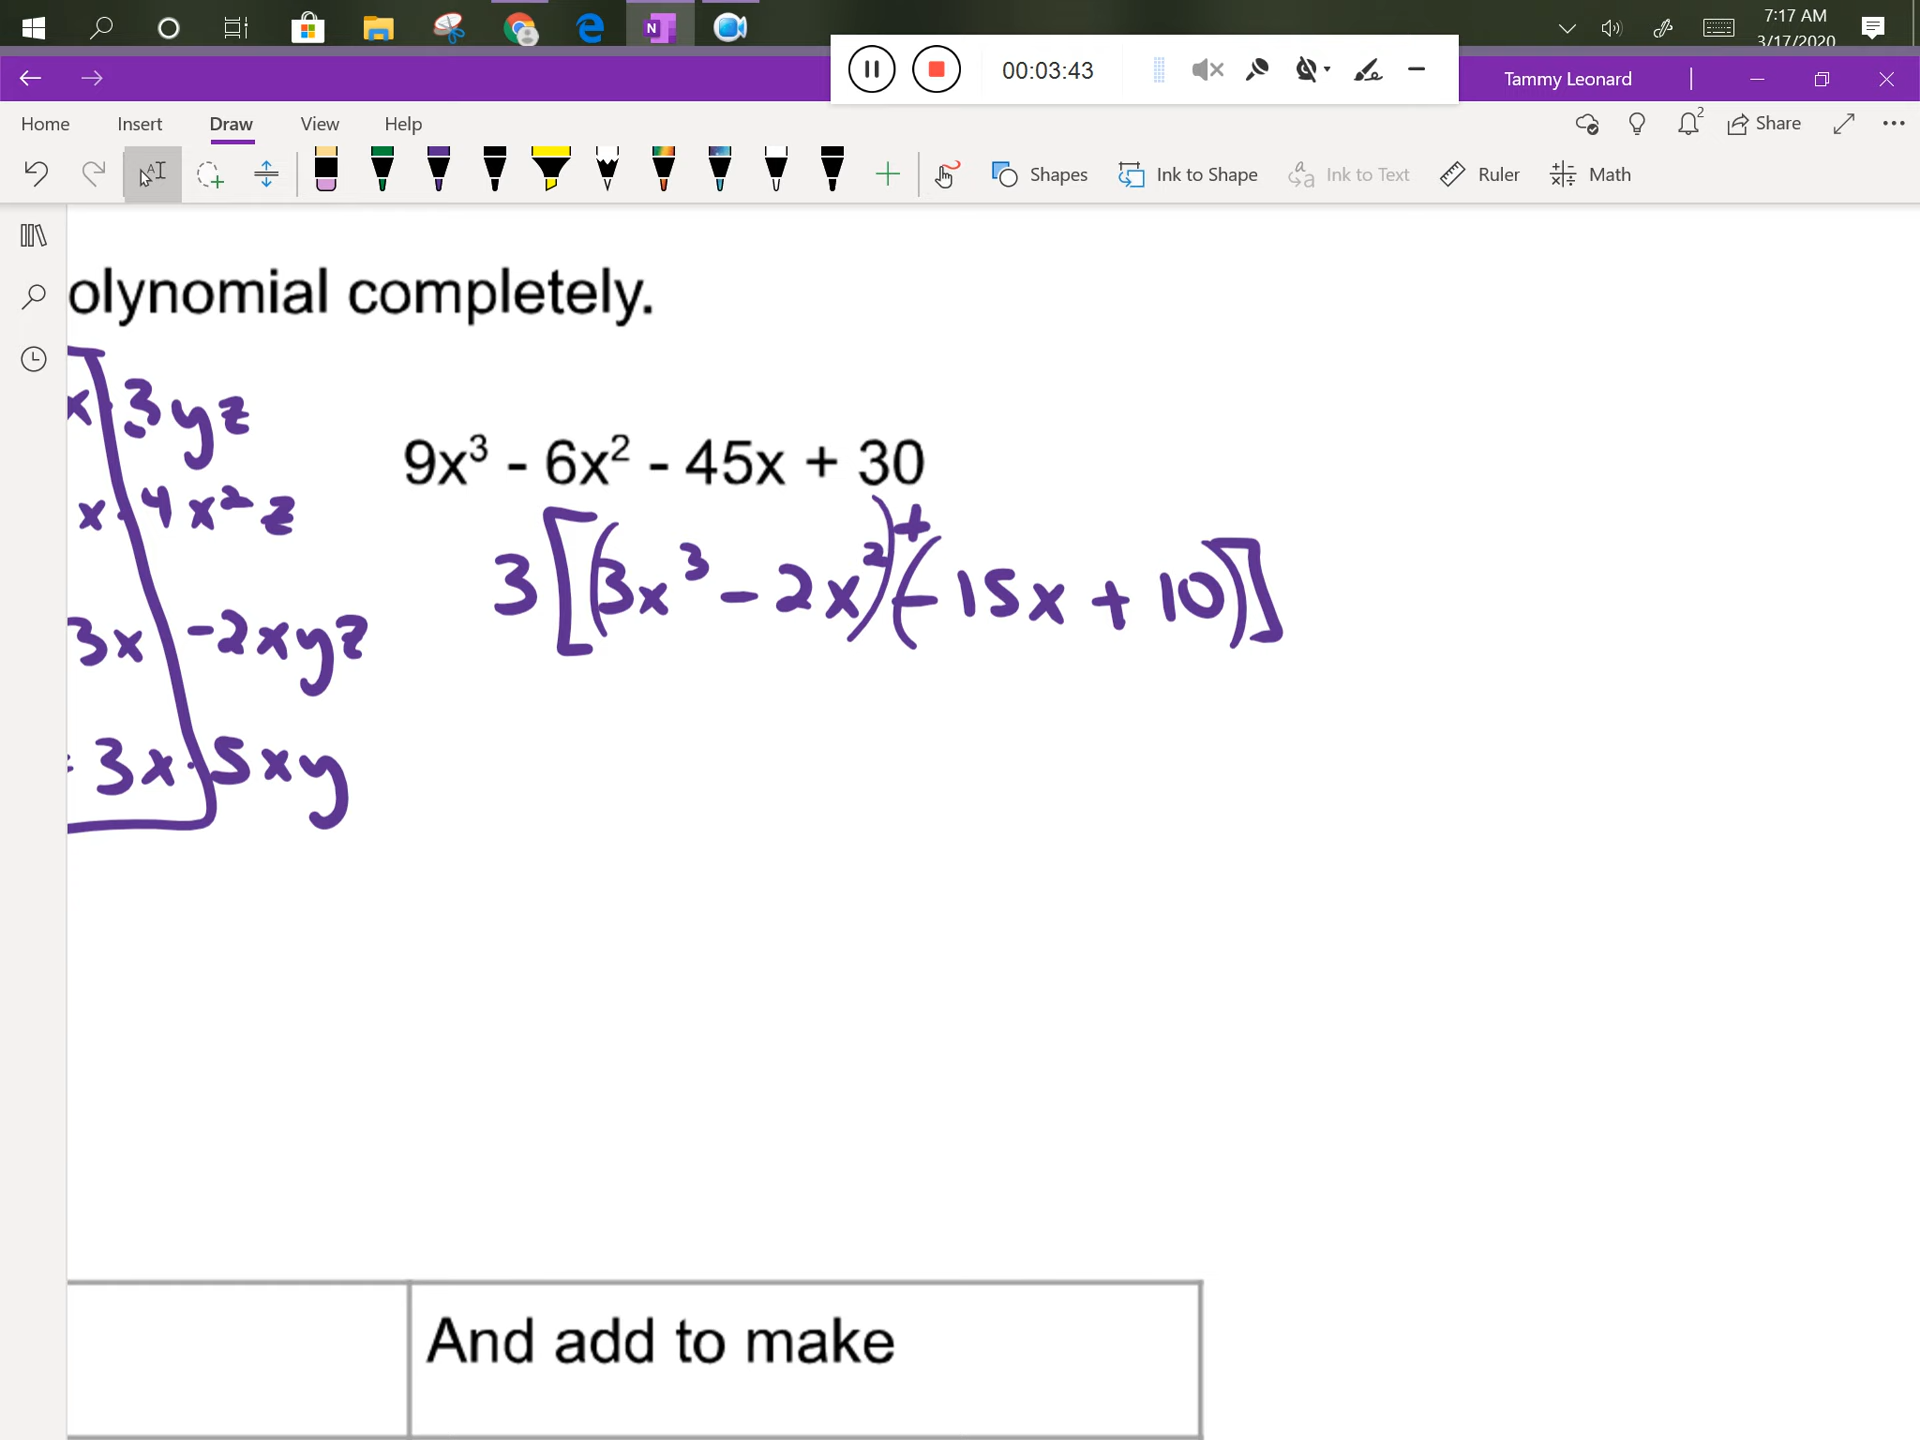 7:17 AM
3/17/2020
00:03:43
Tammy Leonard
Home Insert Draw View Help
2
Share
Shapes Ink to Shape Ink to Text Ruler Math
olynomial completely.
x·3yz
9x³ - 6x² - 45x + 30
x·4x²z
3[(3x³ - 2x²)+(-15x + 10)]
3x·-2xyz
3x·5xy
And add to make